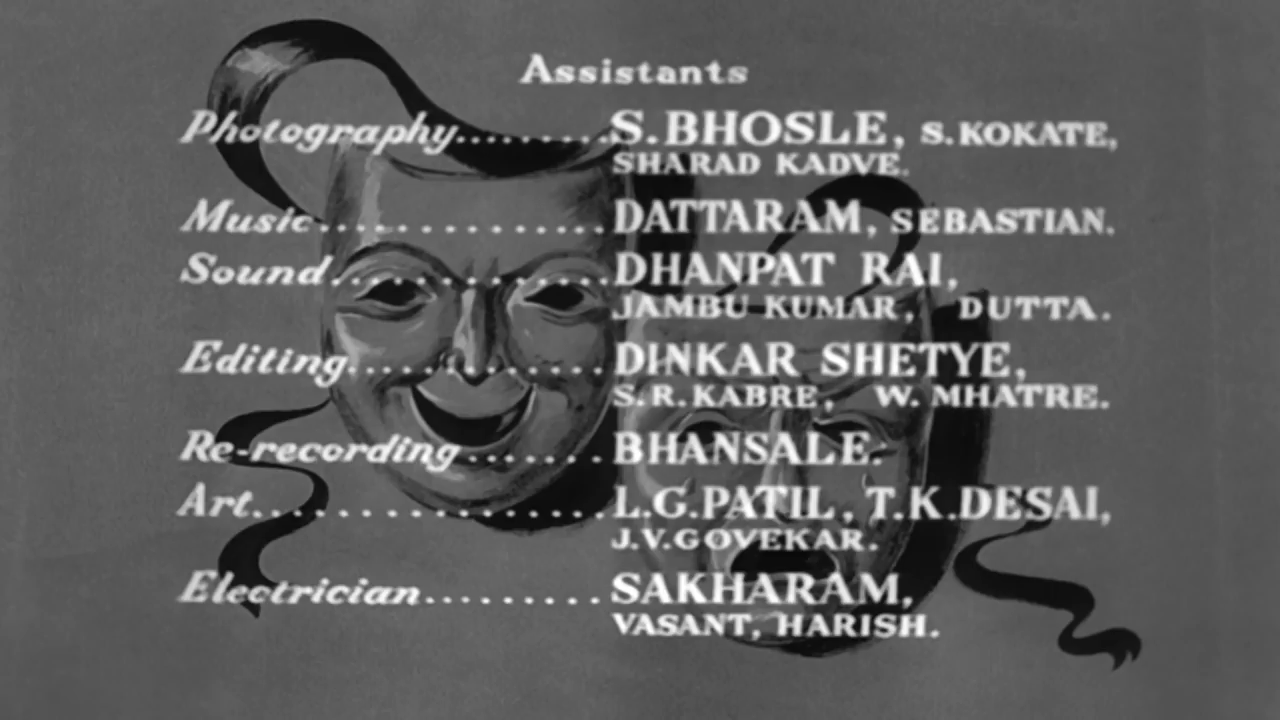 Assistants
Photography.........S.BHOSLE, S.KOKATE,
SHARAD KADVE.
Music...............DATTARAM, SEBASTIAN.
Sound..............DHANPAT RAI,
JAMBU KUMAR, DUTTA.
Editing.............DINKAR SHETYE,
S.R.KABRE, W. MHATRE.
Re-recording.......BHANSALE.
Art..................L.G.PATIL, T.K.DESAI,
J.V.GOVEKAR.
Electrician.........SAKHARAM,
VASANT, HARISH.